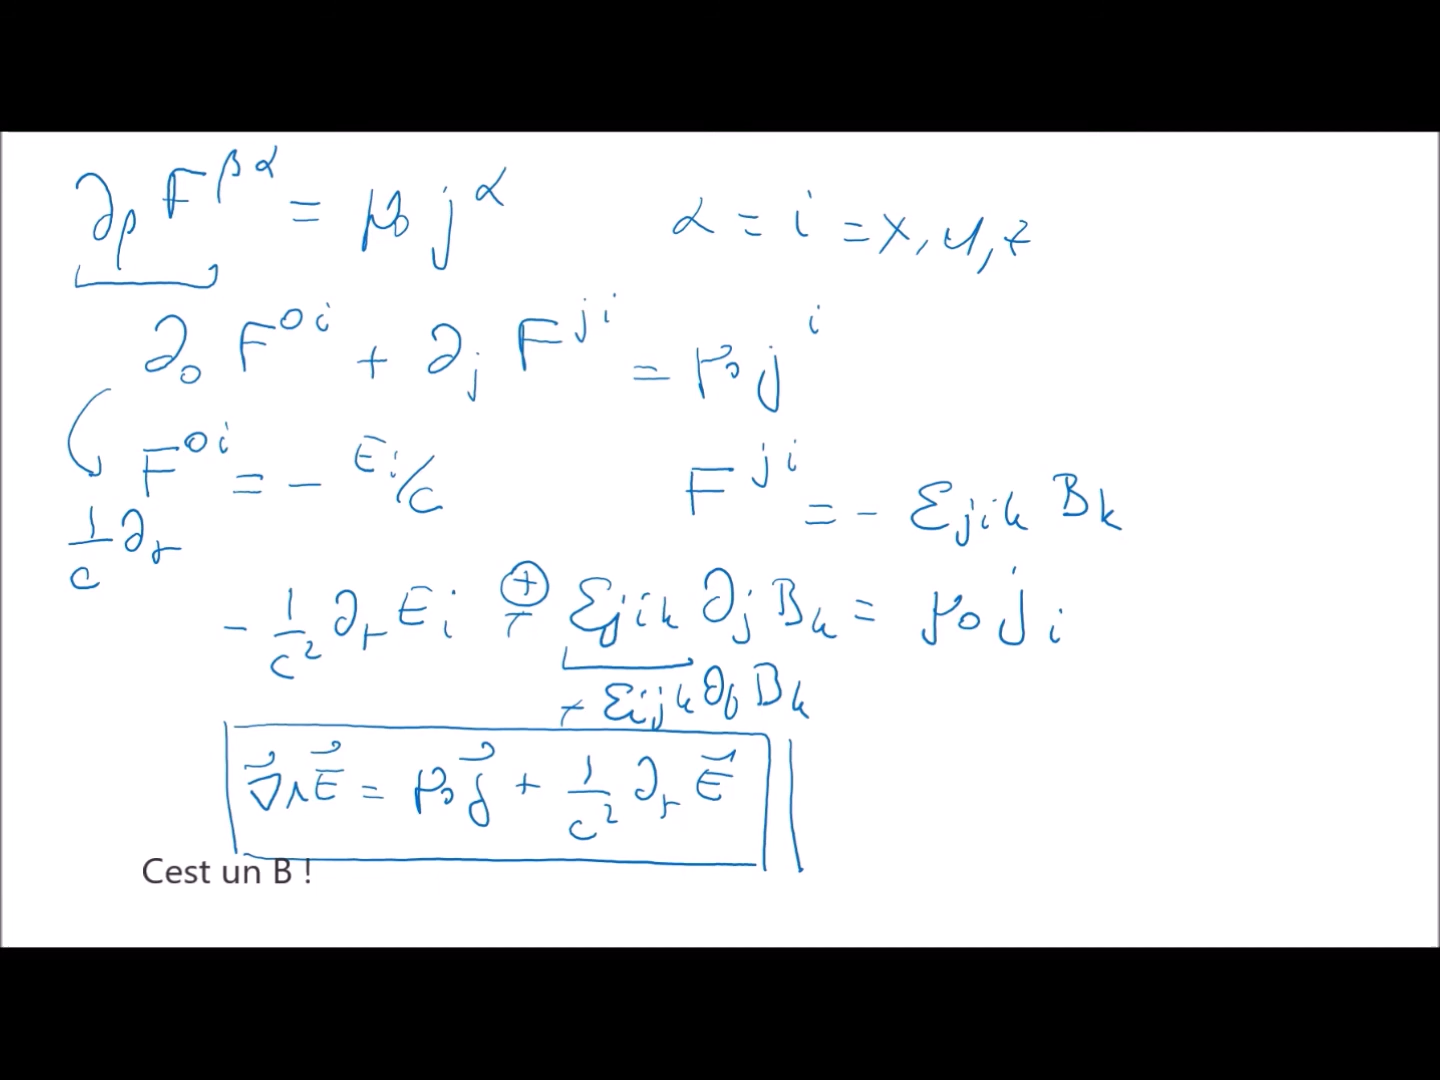 ∂β F^βα = μ₀ j^α    α = i = x, y, z
∂₀ F^0i + ∂ⱼ F^ji = μ₀ j^i
F^0i = − Ei/c    F^ji = − εjik Bk
1/c ∂t
− 1/c² ∂t Ei ⊕ εjik ∂j Bk = μ₀ ji
− εijk ∂j Bk
∇⃗ ∧ E⃗ = μ₀ j⃗ + 1/c² ∂t E⃗
Cest un B !